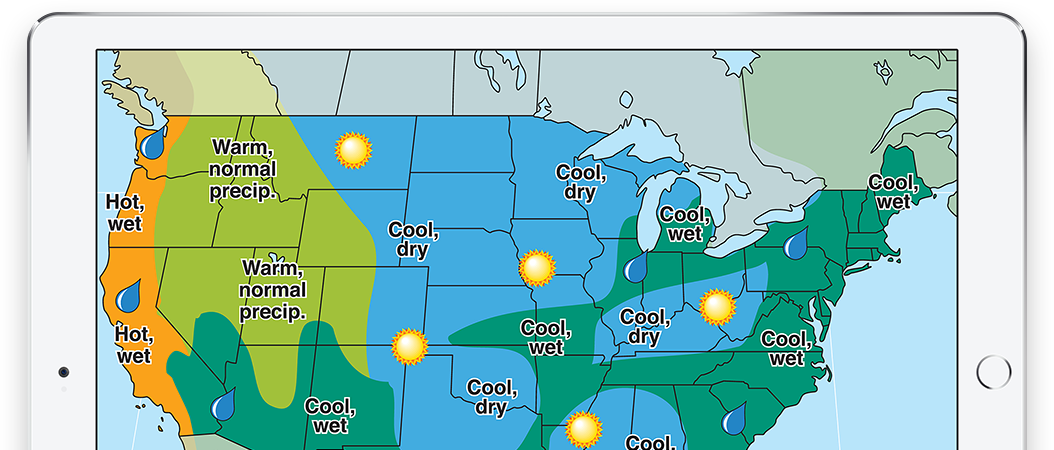 Warm,
normal
precip.
Cool,
dry
Cool,
wet
Hot,
wet
Cool,
wet
Cool,
dry
Warm,
normal
precip.
Hot,
wet
Cool,
wet
Cool,
dry
Cool,
wet
Cool,
dry
Cool,
wet
Cool,